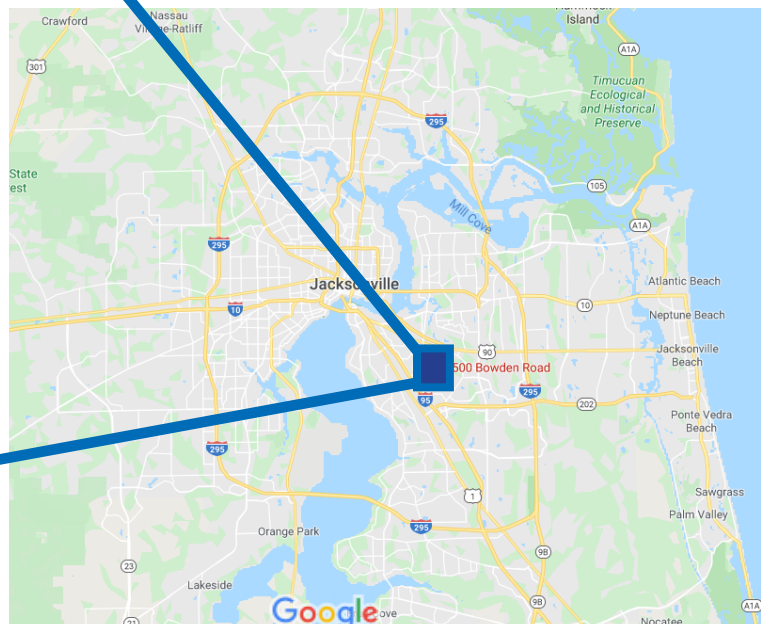 Island
Crawford
Nassau
Village-Ratliff
A1A
301
Timucuan
Ecological
and Historical
Preserve
295
State
105
Mill Cove
A1A
295
Jacksonville
Atlantic Beach
10
10
Neptune Beach
90
Jacksonville
Beach
500 Bowden Road
295
95
202
Ponte Vedra
Beach
295
1
Sawgrass
Palm Valley
295
Orange Park
9B
23
Lakeside
9B
A1A
Google
21
Nocatee